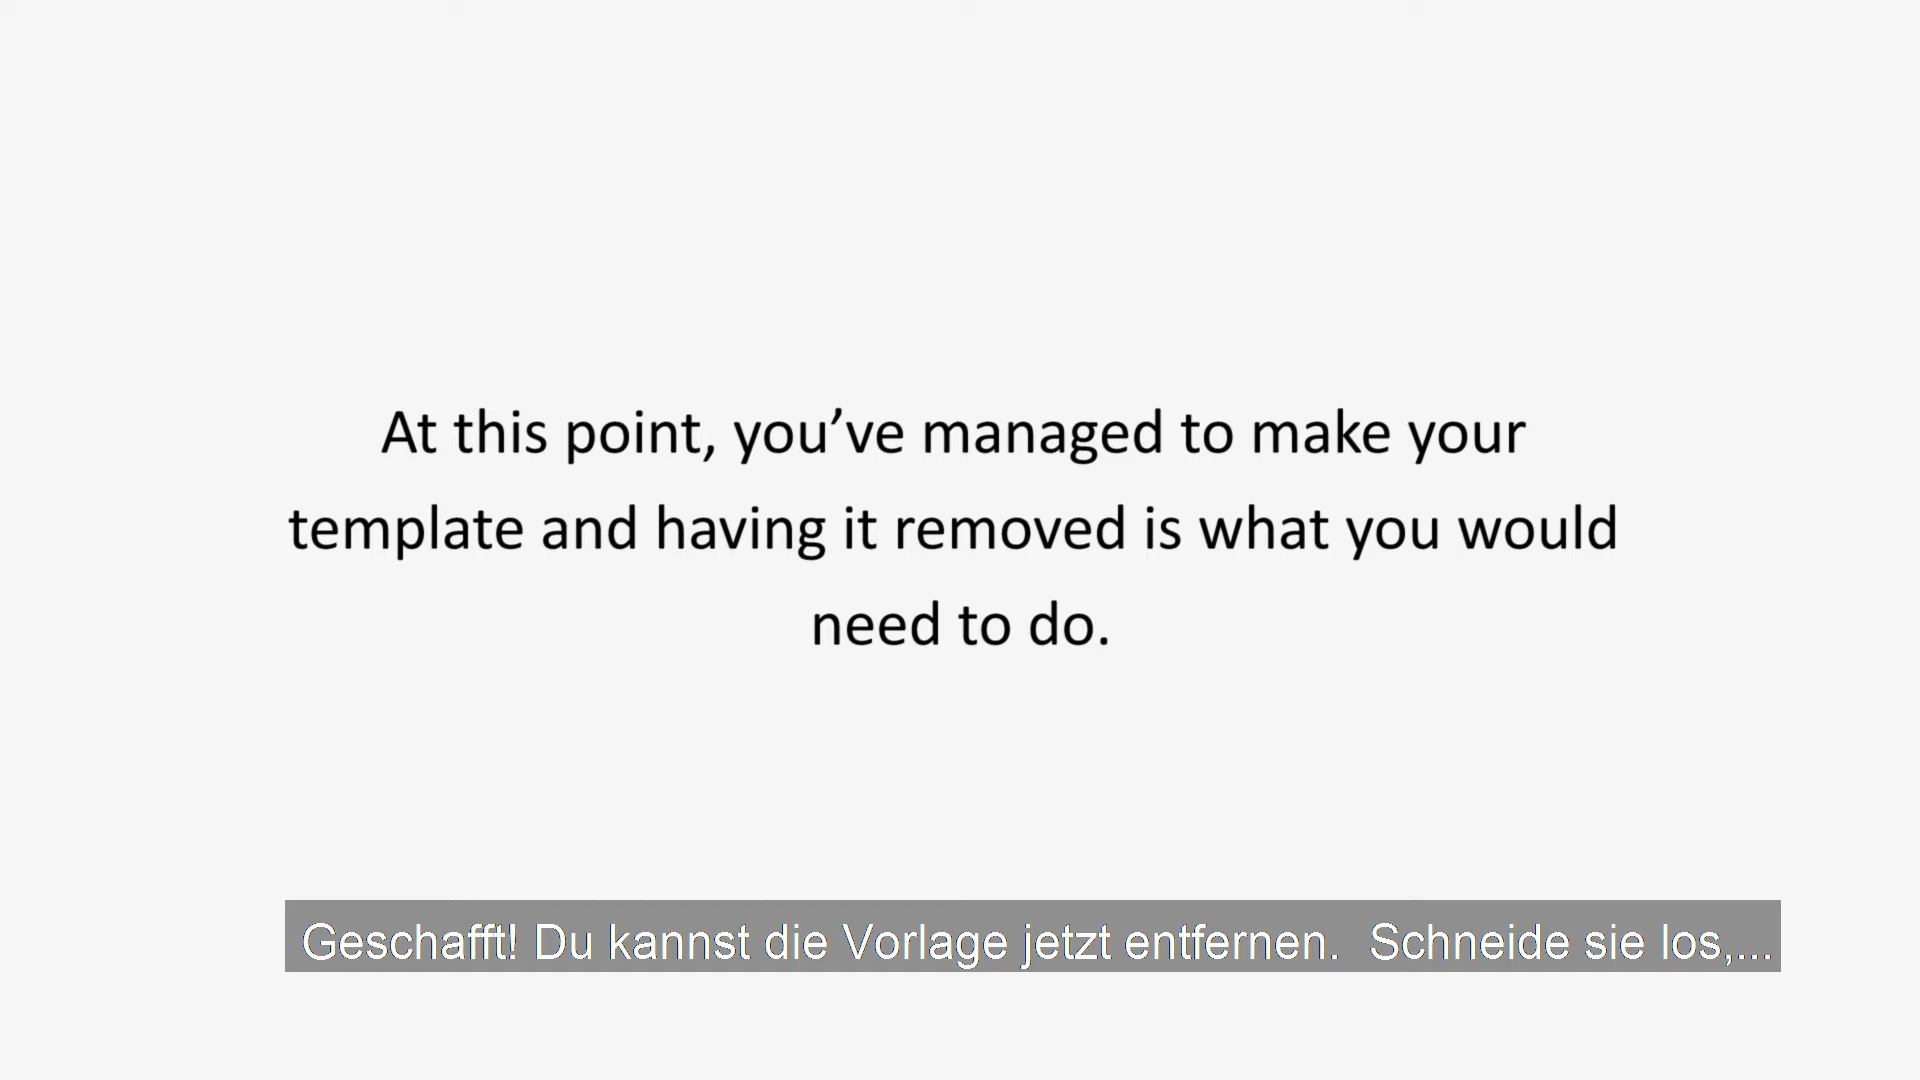 At this point, you’ve managed to make your
template and having it removed is what you would
need to do.
Geschafft! Du kannst die Vorlage jetzt entfernen.  Schneide sie los,...